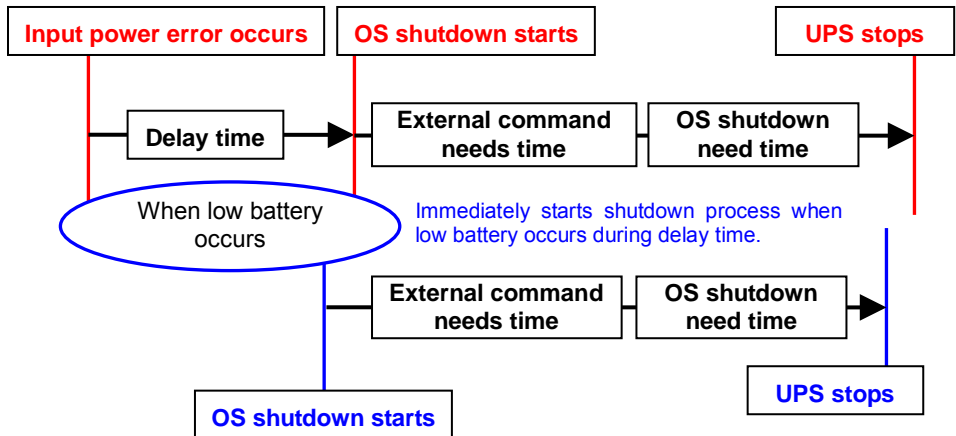 Input power error occurs
OS shutdown starts
UPS stops
Delay time
External command
needs time
OS shutdown
need time
When low battery
occurs
Immediately starts shutdown process when
low battery occurs during delay time.
External command
needs time
OS shutdown
need time
UPS stops
OS shutdown starts